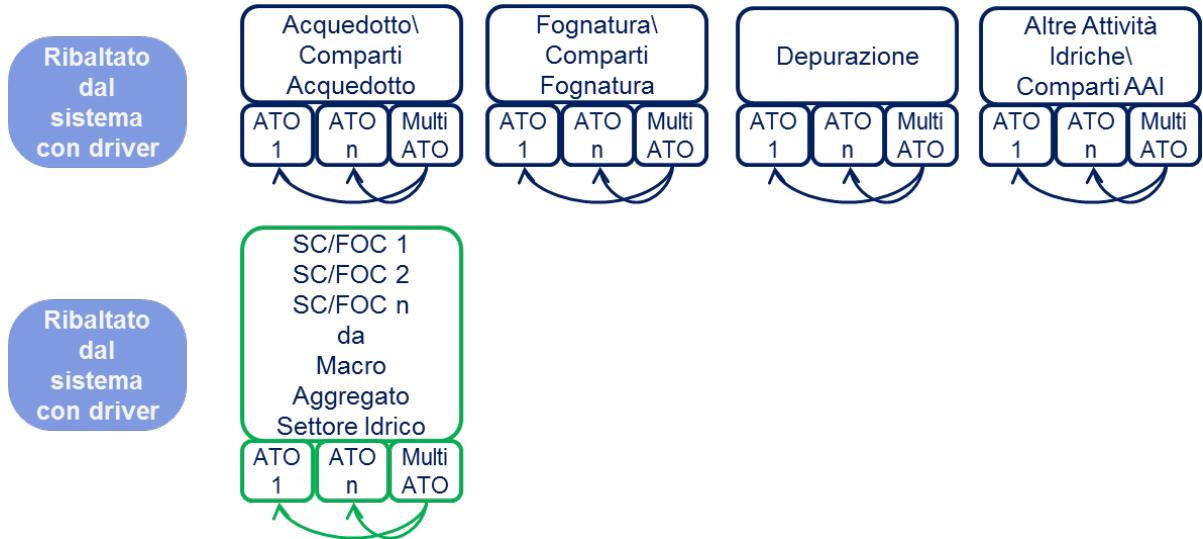 Ribaltato
dal
sistema
con driver
Acquedotto\
Comparti
Acquedotto
ATO
1
ATO
n
Multi
ATO
Fognatura\
Comparti
Fognatura
ATO
1
ATO
n
Multi
ATO
Depurazione
ATO
1
ATO
n
Multi
ATO
Altre Attività
Idriche\
Comparti AAI
ATO
1
ATO
n
Multi
ATO
Ribaltato
dal
sistema
con driver
SC/FOC 1
SC/FOC 2
SC/FOC n
da
Macro
Aggregato
Settore Idrico
ATO
1
ATO
n
Multi
ATO